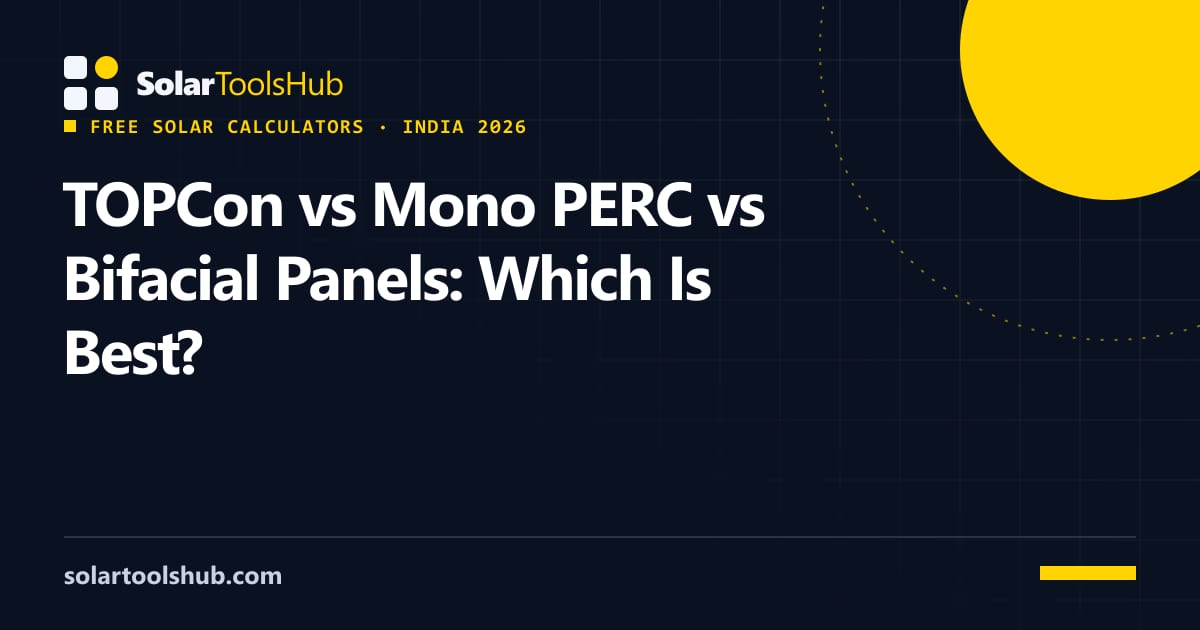 SolarToolsHub
FREE SOLAR CALCULATORS · INDIA 2026
TOPCon vs Mono PERC vs
Bifacial Panels: Which Is
Best?
solartoolshub.com